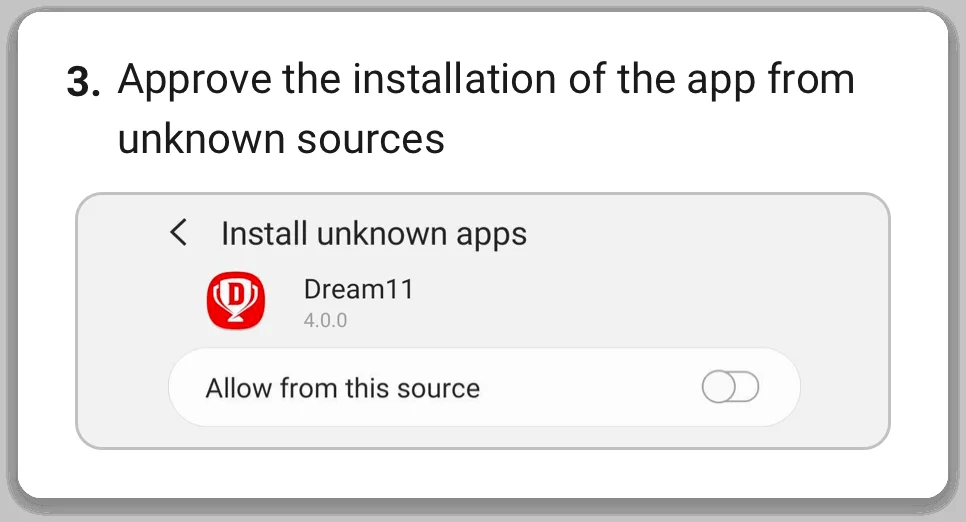 3. Approve the installation of the app from
unknown sources
< Install unknown apps
D
Dream11
4.0.0
Allow from this source